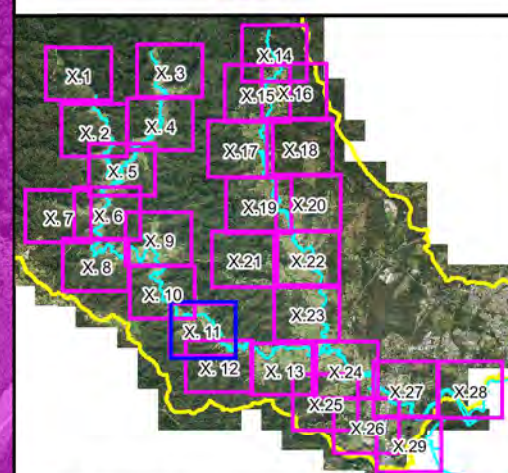 X.1
X. 3
X.14
X.15
X.16
X. 2
X. 4
X.17
X.18
X. 5
X. 7
X. 6
X.19
X.20
X. 9
X. 8
X.21
X.22
X. 10
X.23
X. 11
X. 12
X. 13
X.24
X.27
X.28
X.25
X.26
X.29